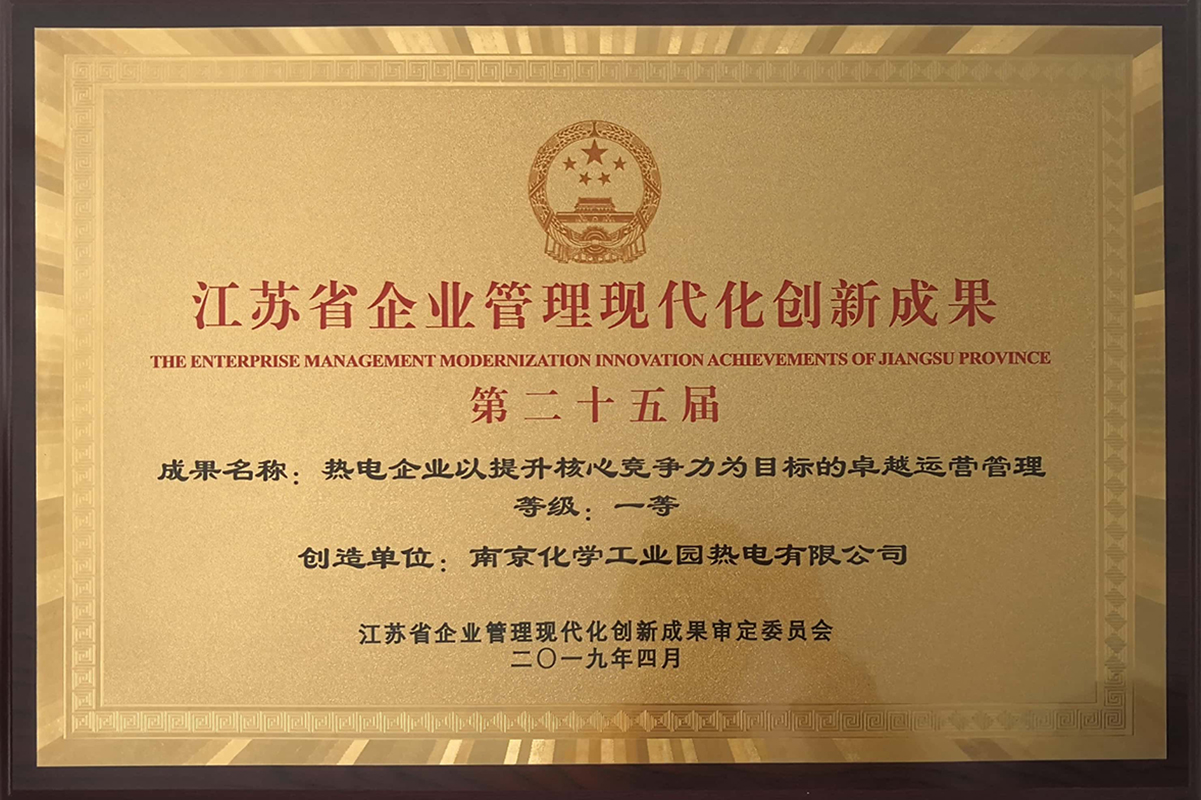 江苏省企业管理现代化创新成果
THE ENTERPRISE MANAGEMENT MODERNIZATION INNOVATION ACHIEVEMENTS OF JIANGSU PROVINCE
第二十五届
成果名称：热电企业以提升核心竞争力为目标的卓越运营管理
等级：一等
创造单位：南京化学工业园热电有限公司
江苏省企业管理现代化创新成果审定委员会
二〇一九年四月